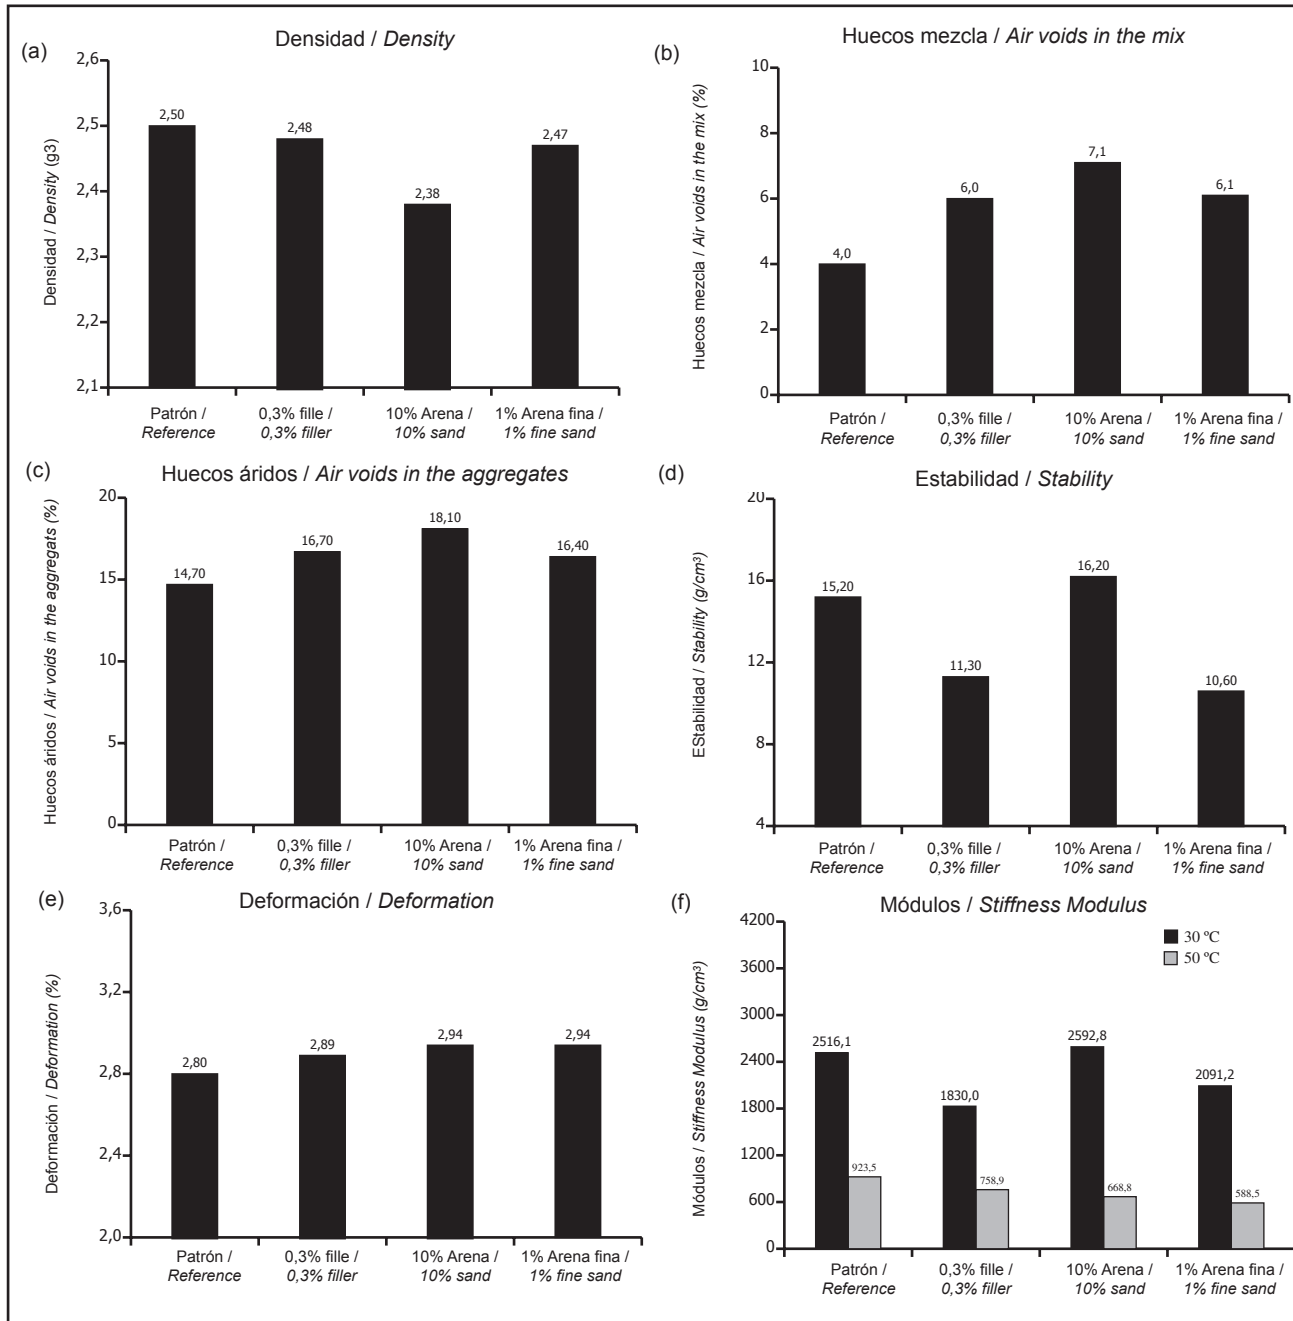 (a)
Densidad / Density
Densidad / Density (g3)
2,6
2,5
2,4
2,3
2,2
2,1
2,50
2,48
2,38
2,47
Patrón /
Reference
0,3% fille /
0,3% filler
10% Arena /
10% sand
1% Arena fina /
1% fine sand
(b)
Huecos mezcla / Air voids in the mix
Huecos mezcla / Air voids in the mix (%)
10
8
6
4
2
0
4,0
6,0
7,1
6,1
Patrón /
Reference
0,3% fille /
0,3% filler
10% Arena /
10% sand
1% Arena fina /
1% fine sand
(c)
Huecos áridos / Air voids in the aggregates
Huecos áridos / Air voids in the aggregats (%)
20
15
10
5
0
14,70
16,70
18,10
16,40
Patrón /
Reference
0,3% fille /
0,3% filler
10% Arena /
10% sand
1% Arena fina /
1% fine sand
(d)
Estabilidad / Stability
EStabilidad / Stability (g/cm³)
20
16
12
8
4
15,20
11,30
16,20
10,60
Patrón /
Reference
0,3% fille /
0,3% filler
10% Arena /
10% sand
1% Arena fina /
1% fine sand
(e)
Deformación / Deformation
Deformación / Deformation (%)
3,6
3,2
2,8
2,4
2,0
2,80
2,89
2,94
2,94
Patrón /
Reference
0,3% fille /
0,3% filler
10% Arena /
10% sand
1% Arena fina /
1% fine sand
(f)
Módulos / Stiffness Modulus
Módulos / Stiffness Modulus (g/cm³)
4200
3600
3000
2400
1800
1200
600
0
30 ºC
50 ºC
2516,1
923,5
1830,0
758,9
2592,8
668,8
2091,2
588,5
Patrón /
Reference
0,3% fille /
0,3% filler
10% Arena /
10% sand
1% Arena fina /
1% fine sand